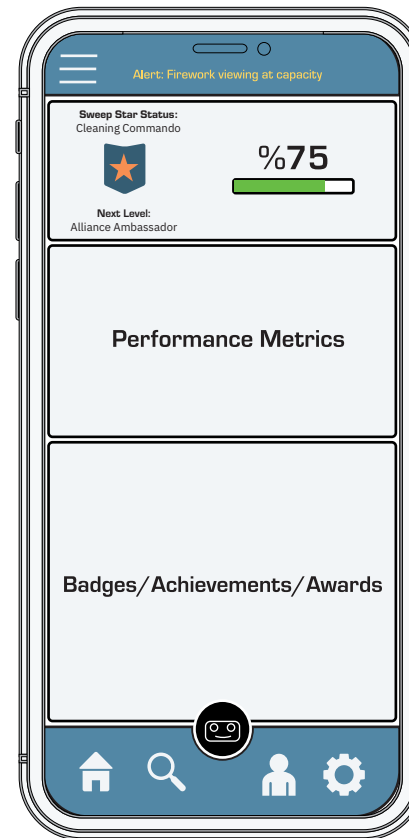 Alert: Firework viewing at capacity
Sweep Star Status:
Cleaning Commando
%75
Next Level:
Alliance Ambassador
Performance Metrics
Badges/Achievements/Awards